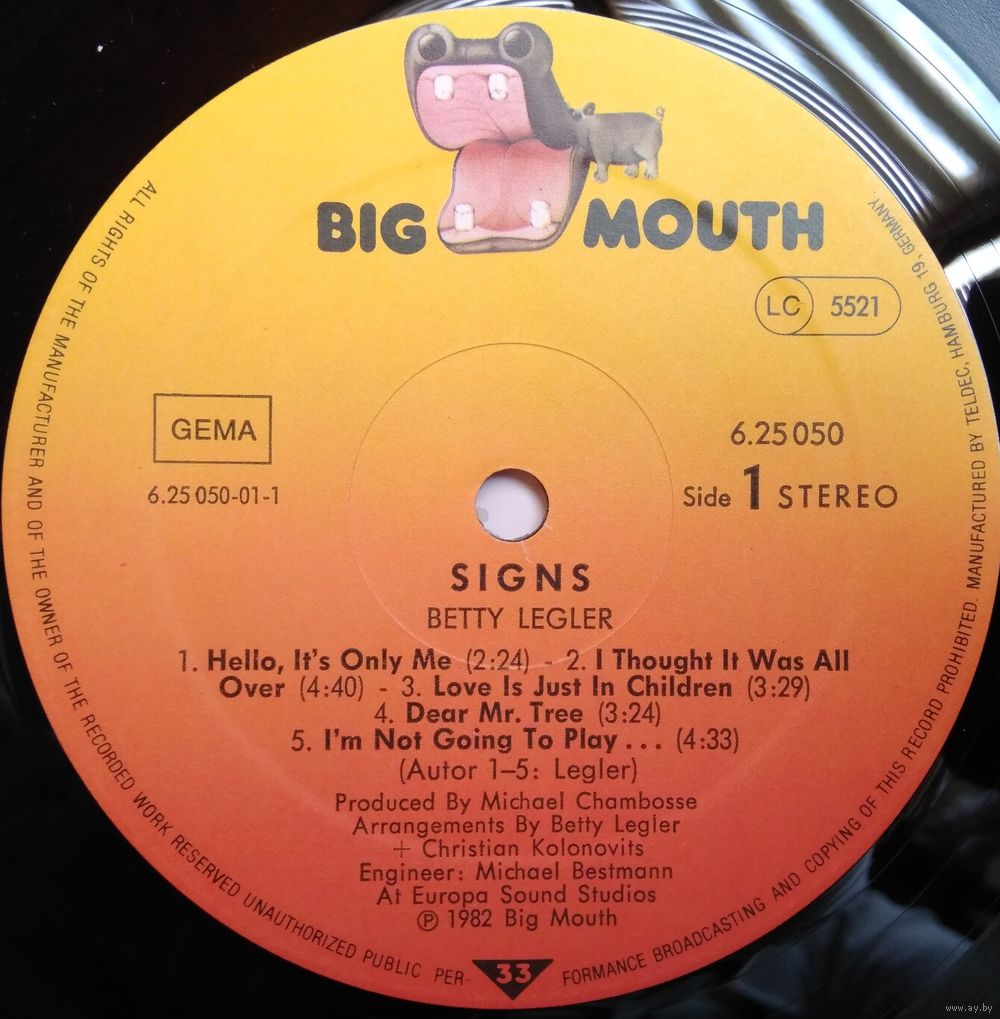 BIG MOUTH
LC 5521
GEMA
6.25 050
6.25 050-01-1
Side 1 STEREO
SIGNS
BETTY LEGLER
1. Hello, It's Only Me (2:24) - 2. I Thought It Was All
Over (4:40) - 3. Love Is Just In Children (3:29)
4. Dear Mr. Tree (3:24)
5. I'm Not Going To Play . . . (4:33)
(Autor 1–5: Legler)
Produced By Michael Chambosse
Arrangements By Betty Legler
+ Christian Kolonovits
Engineer: Michael Bestmann
At Europa Sound Studios
℗ 1982 Big Mouth
ALL RIGHTS OF THE MANUFACTURER AND OF THE OWNER OF THE RECORDED WORK RESERVED UNAUTHORIZED PUBLIC PER- 33 FORMANCE BROADCASTING AND COPYING OF THIS RECORD PROHIBITED. MANUFACTURED BY TELDEC, HAMBURG 19, GERMANY.
www.ay.by